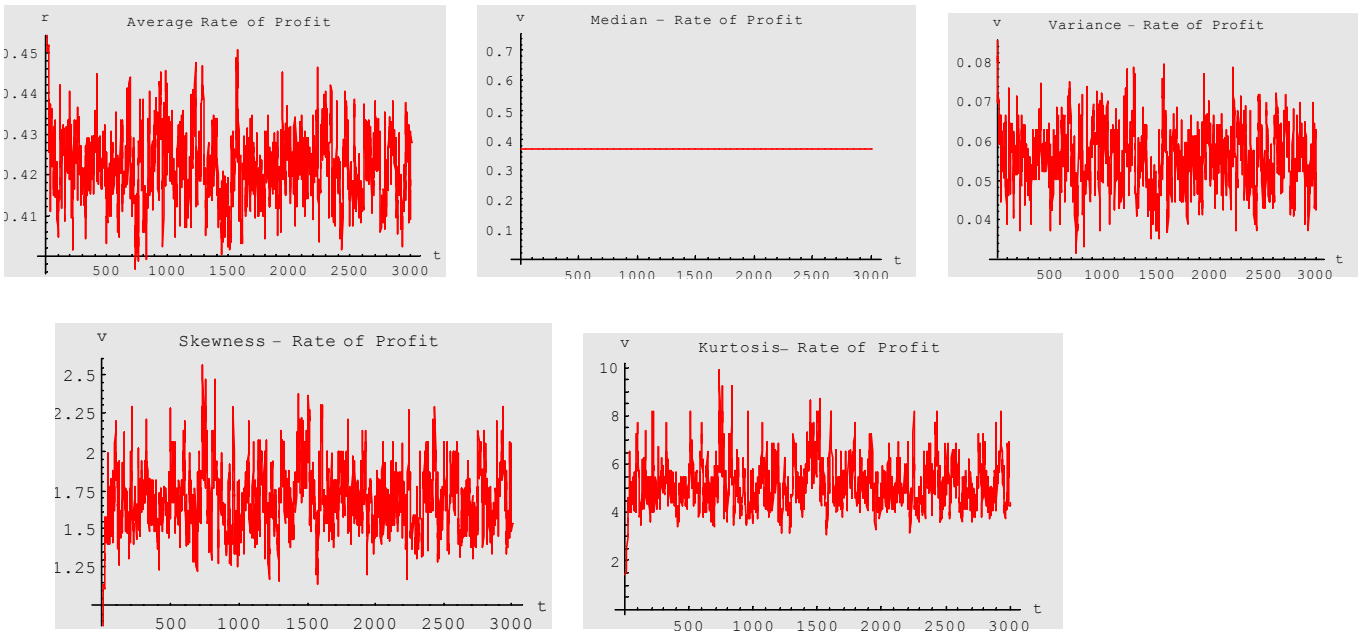 r
Average Rate of Profit
0.45
0.44
0.43
0.42
0.41
500 1000 1500 2000 2500 3000
t
v
Median – Rate of Profit
0.7
0.6
0.5
0.4
0.3
0.2
0.1
500 1000 1500 2000 2500 3000
t
v
Variance – Rate of Profit
0.08
0.07
0.06
0.05
0.04
500 1000 1500 2000 2500 3000
t
v
Skewness – Rate of Profit
2.5
2.25
2
1.75
1.5
1.25
500 1000 1500 2000 2500 3000
t
v
Kurtosis– Rate of Profit
10
8
6
4
2
500 1000 1500 2000 2500 3000
t